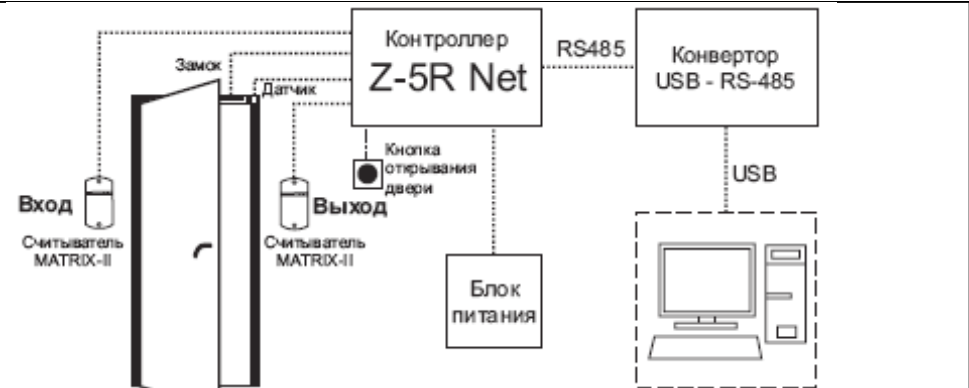 Контроллер
Z-5R Net
RS485
Конвертор
USB - RS-485
Замок
Датчик
Кнопка
открывания
двери
USB
Вход
Считыватель
MATRIX-II
Выход
Считыватель
MATRIX-II
Блок
питания